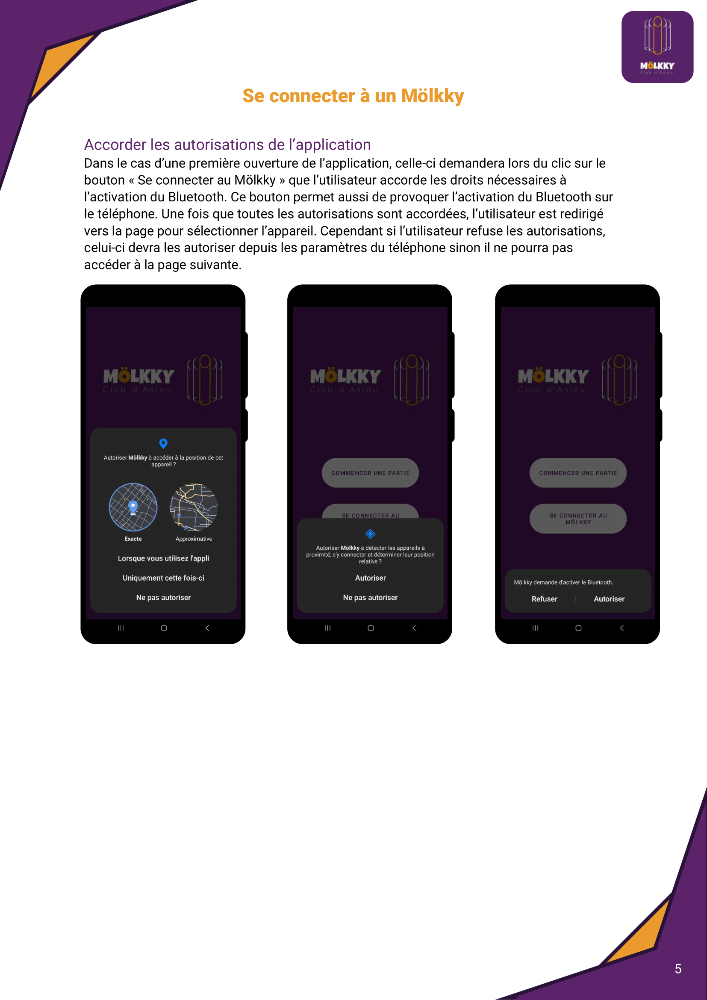 MÖLKKY
Club d'Anjou
Se connecter à un Mölkky
Accorder les autorisations de l’application
Dans le cas d’une première ouverture de l’application, celle-ci demandera lors du clic sur le
bouton « Se connecter au Mölkky » que l’utilisateur accorde les droits nécessaires à
l’activation du Bluetooth. Ce bouton permet aussi de provoquer l’activation du Bluetooth sur
le téléphone. Une fois que toutes les autorisations sont accordées, l’utilisateur est redirigé
vers la page pour sélectionner l’appareil. Cependant si l’utilisateur refuse les autorisations,
celui-ci devra les autoriser depuis les paramètres du téléphone sinon il ne pourra pas
accéder à la page suivante.
MÖLKKY
Club d'Anjou
Autoriser Mölkky à accéder à la position de cet
appareil ?
Exacte
Approximative
Lorsque vous utilisez l'appli
Uniquement cette fois-ci
Ne pas autoriser
MÖLKKY
Club d'Anjou
COMMENCER UNE PARTIE
SE CONNECTER AU
Autoriser Mölkky à détecter les appareils à
proximité, s'y connecter et déterminer leur position
relative ?
Autoriser
Ne pas autoriser
MÖLKKY
Club d'Anjou
COMMENCER UNE PARTIE
SE CONNECTER AU
MÖLKKY
Mölkky demande d'activer le Bluetooth.
Refuser
Autoriser
5